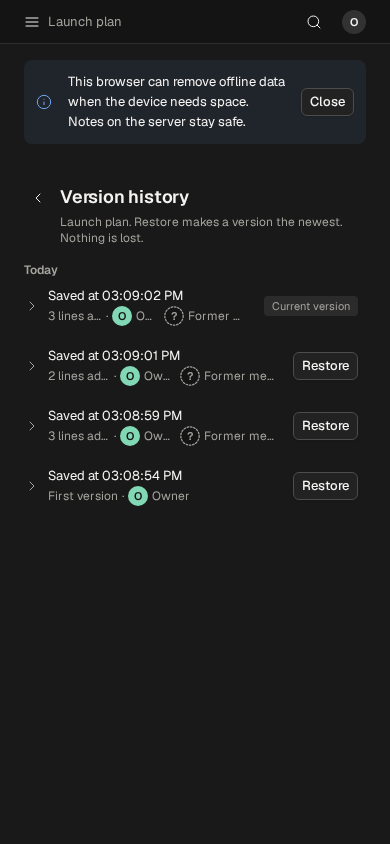 Launch plan
O
This browser can remove offline data
when the device needs space.
Notes on the server stay safe.
Close
Version history
Launch plan. Restore makes a version the newest.
Nothing is lost.
Today
Saved at 03:09:02 PM
3 lines a… · O O… ? Former …
Current version
Saved at 03:09:01 PM
2 lines ad… · O Ow… ? Former me…
Restore
Saved at 03:08:59 PM
3 lines ad… · O Ow… ? Former me…
Restore
Saved at 03:08:54 PM
First version · O Owner
Restore